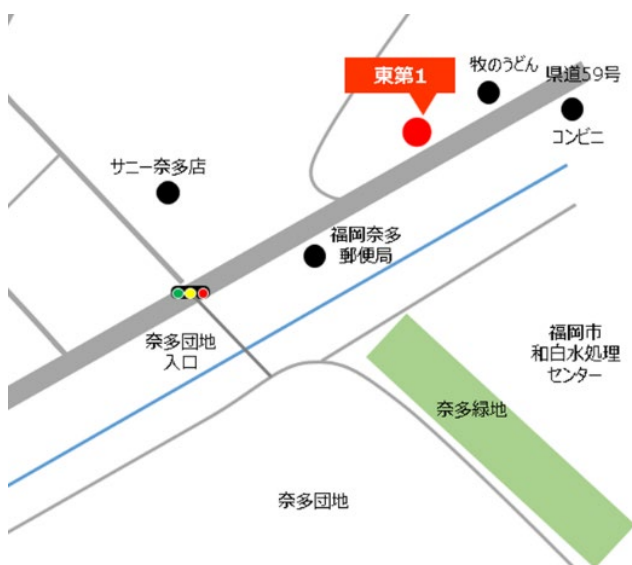 牧のうどん
県道59号
東第1
コンビニ
サニー奈多店
福岡奈多
郵便局
奈多団地
入口
福岡市
和白水処理
センター
奈多緑地
奈多団地